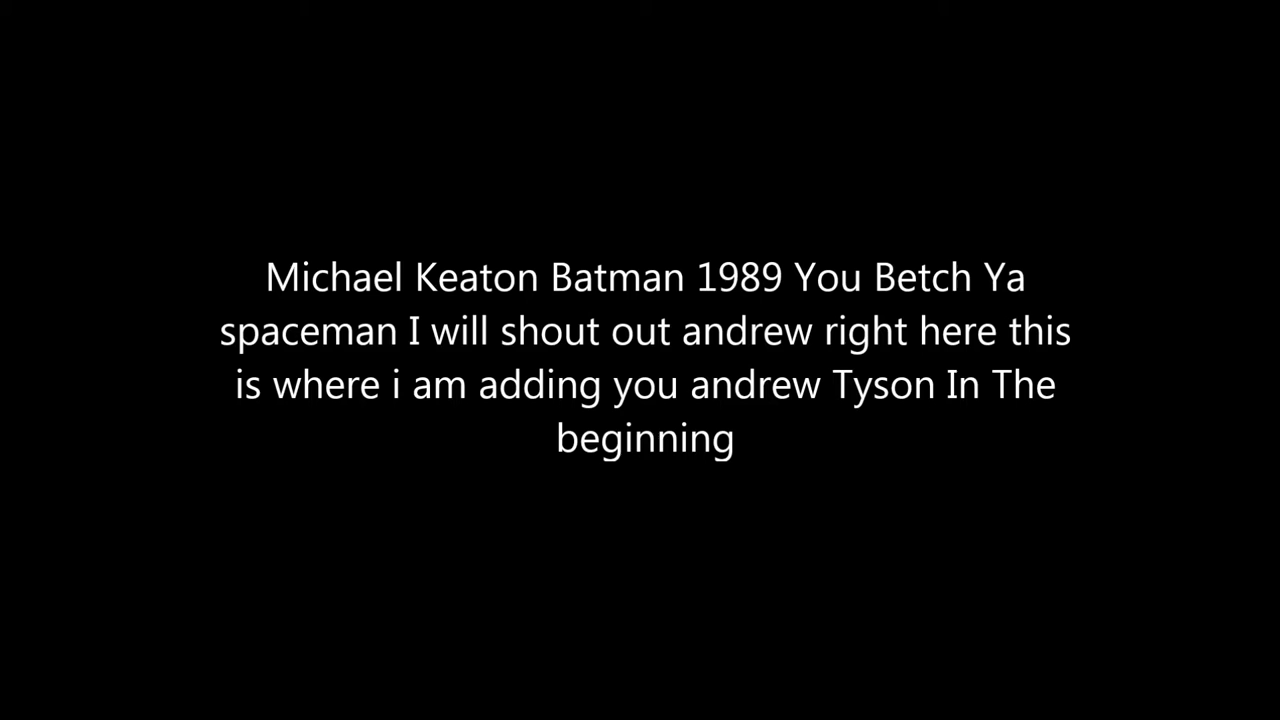 Michael Keaton Batman 1989 You Betch Ya
spaceman I will shout out andrew right here this
is where i am adding you andrew Tyson In The
beginning